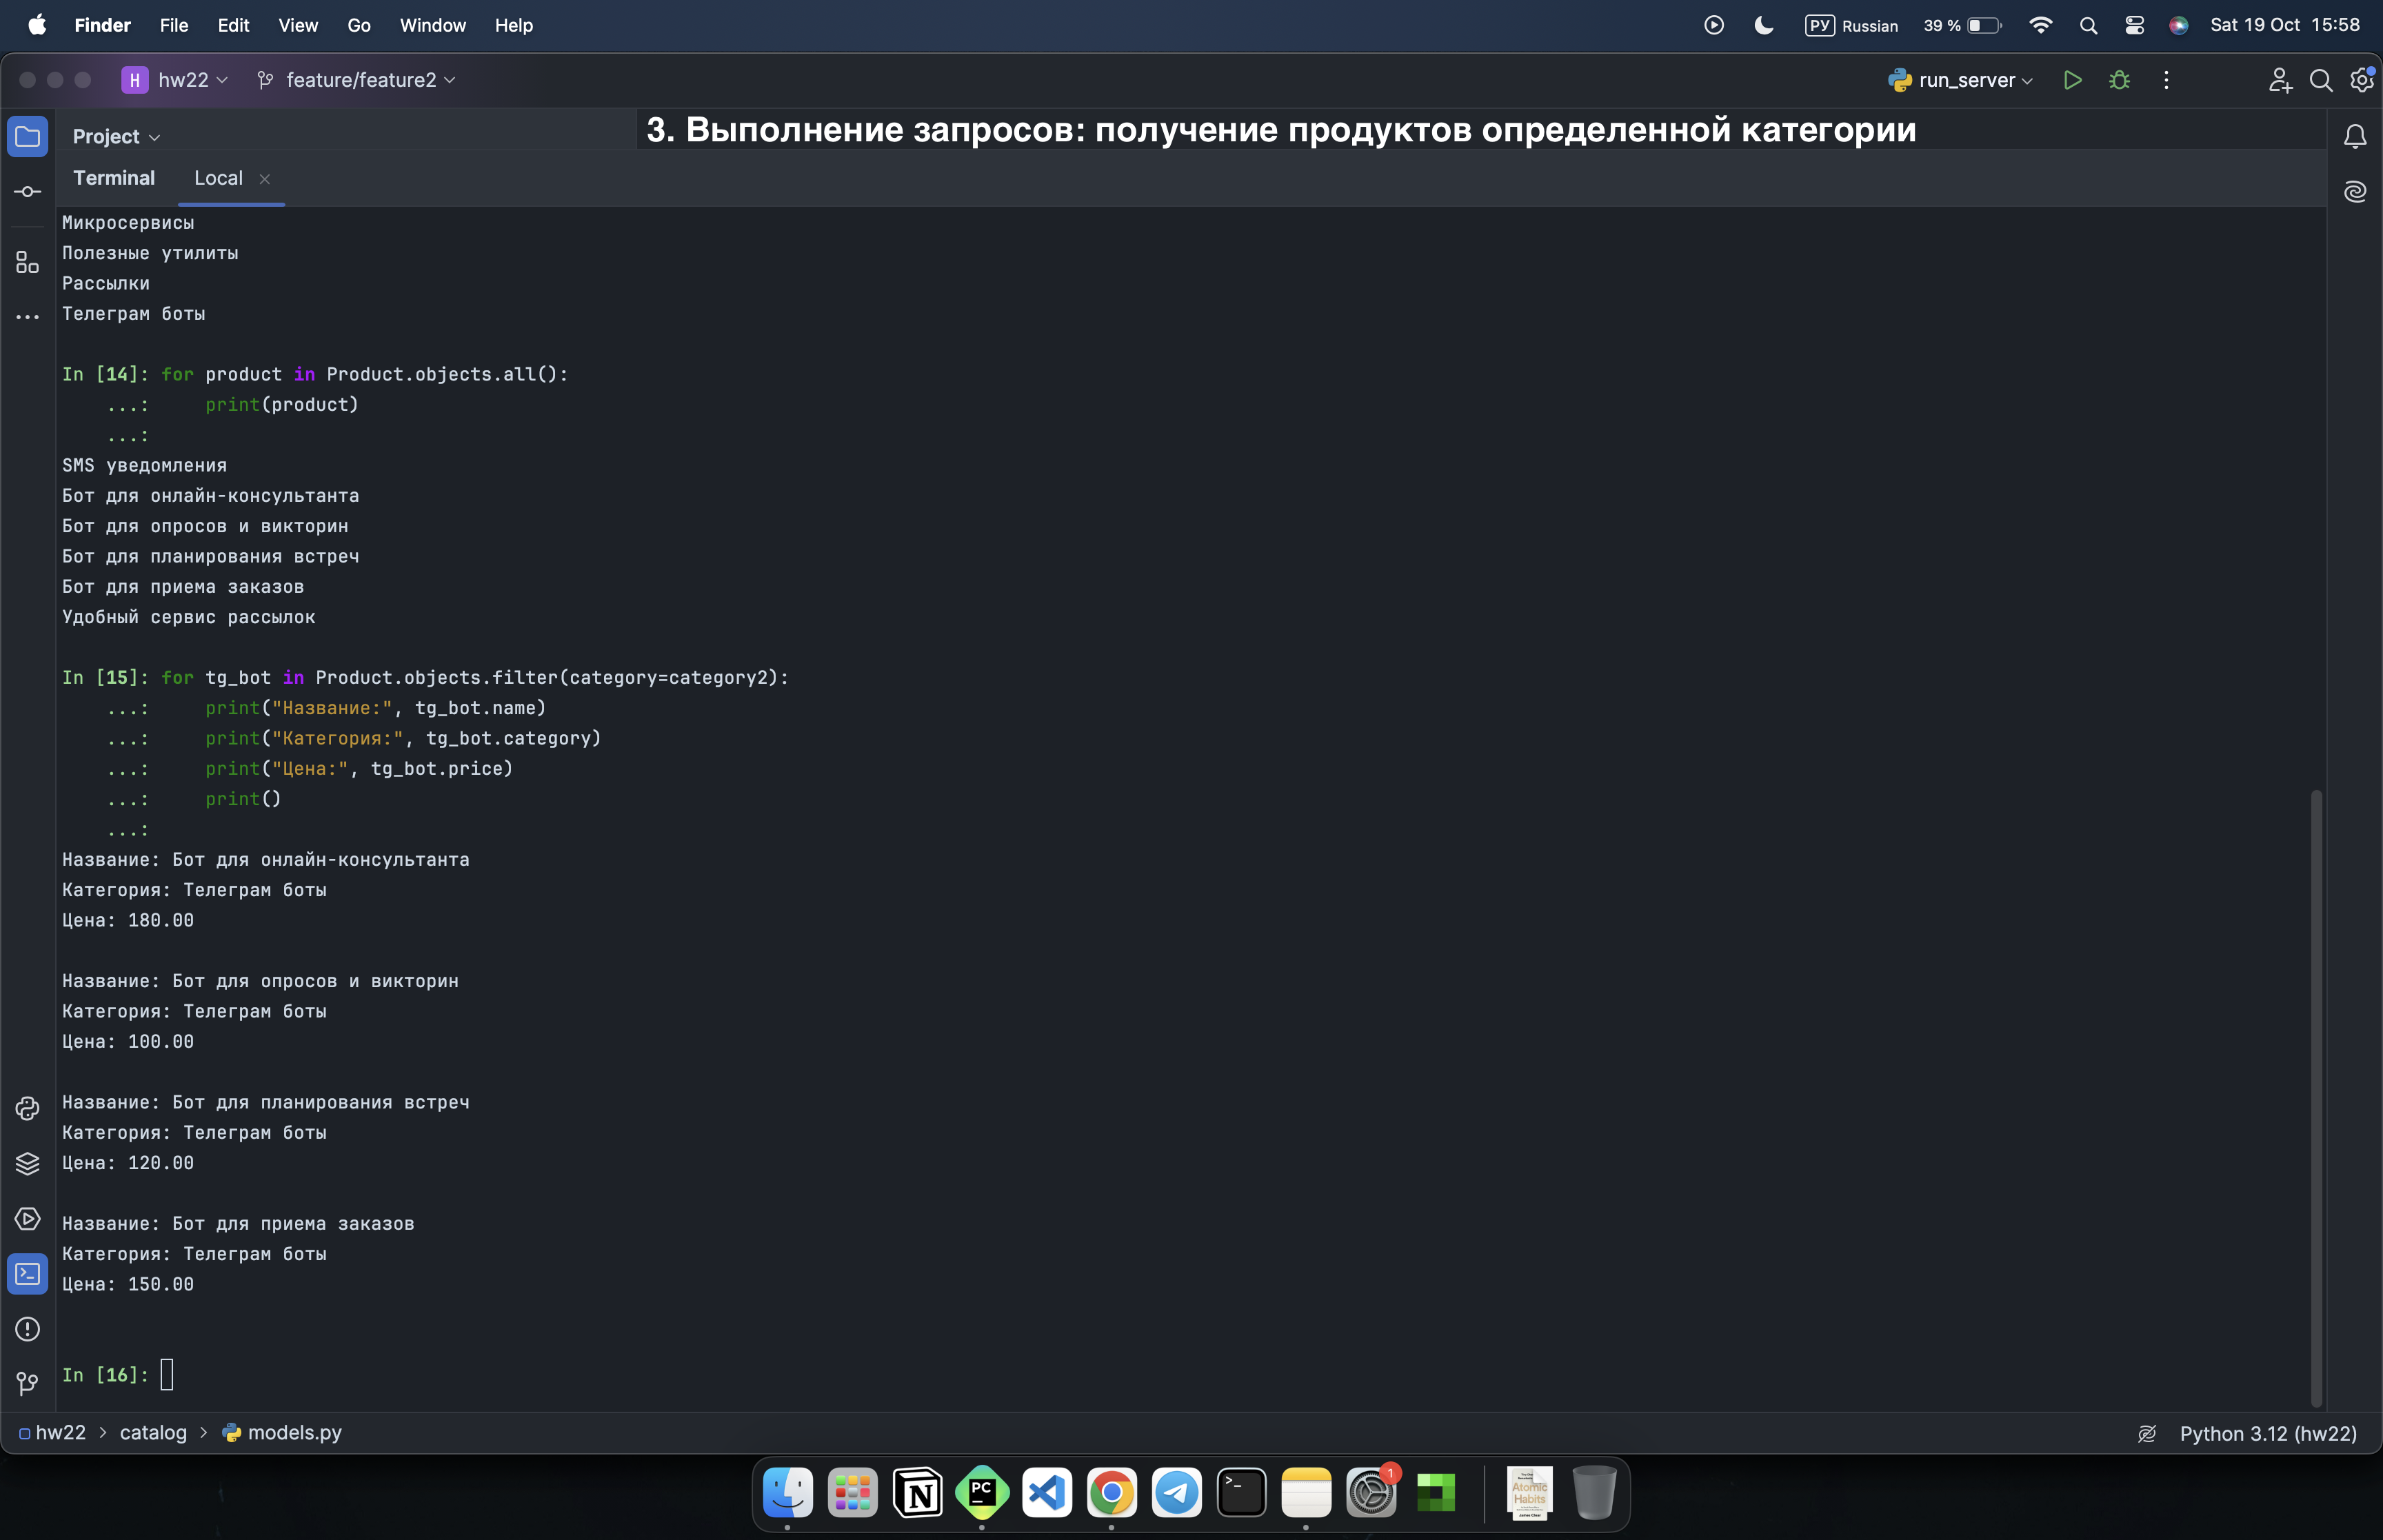 Finder File Edit View Go Window Help РУ Russian 39 % Sat 19 Oct 15:58
H hw22 feature/feature2 run_server
Project
3. Выполнение запросов: получение продуктов определенной категории
Terminal Local
Микросервисы
Полезные утилиты
Рассылки
Телеграм боты
In [14]: for product in Product.objects.all():
...: print(product)
...:
SMS уведомления
Бот для онлайн-консультанта
Бот для опросов и викторин
Бот для планирования встреч
Бот для приема заказов
Удобный сервис рассылок
In [15]: for tg_bot in Product.objects.filter(category=category2):
...: print("Название:", tg_bot.name)
...: print("Категория:", tg_bot.category)
...: print("Цена:", tg_bot.price)
...: print()
...:
Название: Бот для онлайн-консультанта
Категория: Телеграм боты
Цена: 180.00
Название: Бот для опросов и викторин
Категория: Телеграм боты
Цена: 100.00
Название: Бот для планирования встреч
Категория: Телеграм боты
Цена: 120.00
Название: Бот для приема заказов
Категория: Телеграм боты
Цена: 150.00
In [16]:
hw22 > catalog > models.py Python 3.12 (hw22)
PC
1
Atomic
Habits
James Clear